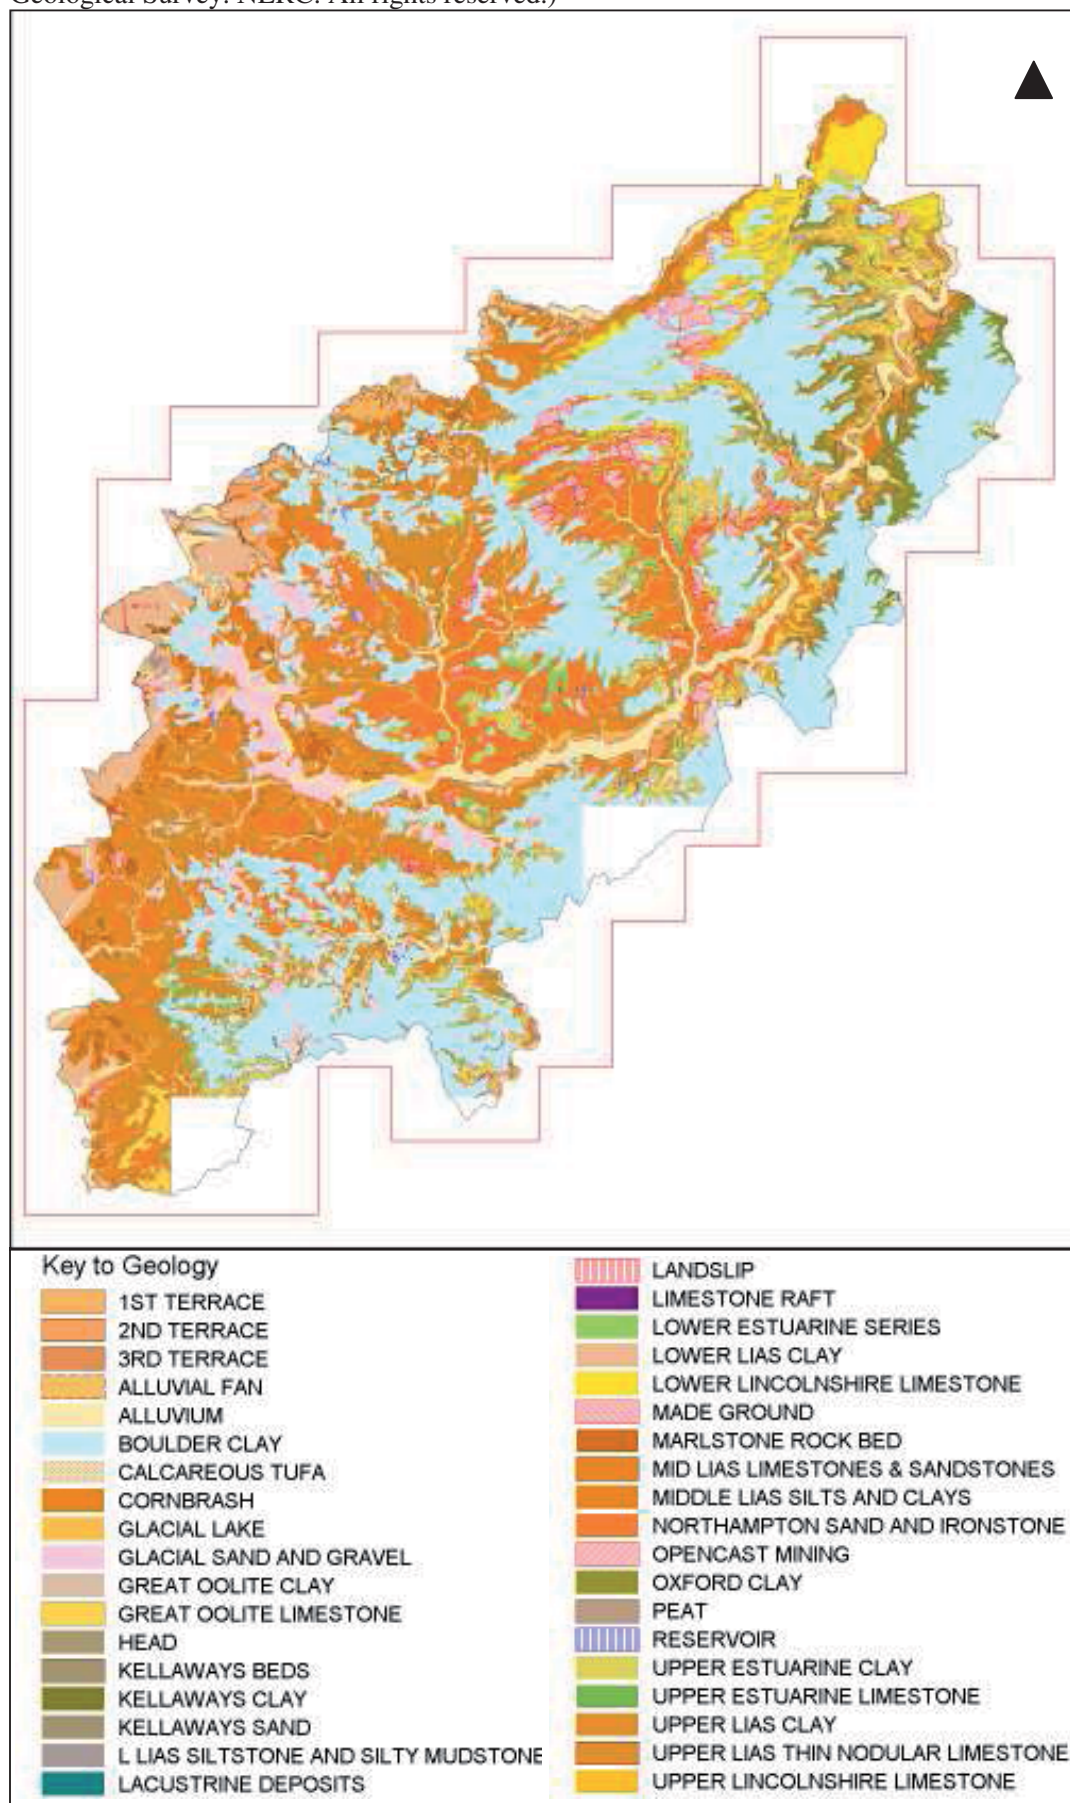 Geological Survey. NERC. All rights reserved.)
Key to Geology
1ST TERRACE
2ND TERRACE
3RD TERRACE
ALLUVIAL FAN
ALLUVIUM
BOULDER CLAY
CALCAREOUS TUFA
CORNBRASH
GLACIAL LAKE
GLACIAL SAND AND GRAVEL
GREAT OOLITE CLAY
GREAT OOLITE LIMESTONE
HEAD
KELLAWAYS BEDS
KELLAWAYS CLAY
KELLAWAYS SAND
L LIAS SILTSTONE AND SILTY MUDSTONE
LACUSTRINE DEPOSITS
LANDSLIP
LIMESTONE RAFT
LOWER ESTUARINE SERIES
LOWER LIAS CLAY
LOWER LINCOLNSHIRE LIMESTONE
MADE GROUND
MARLSTONE ROCK BED
MID LIAS LIMESTONES & SANDSTONES
MIDDLE LIAS SILTS AND CLAYS
NORTHAMPTON SAND AND IRONSTONE
OPENCAST MINING
OXFORD CLAY
PEAT
RESERVOIR
UPPER ESTUARINE CLAY
UPPER ESTUARINE LIMESTONE
UPPER LIAS CLAY
UPPER LIAS THIN NODULAR LIMESTONE
UPPER LINCOLNSHIRE LIMESTONE